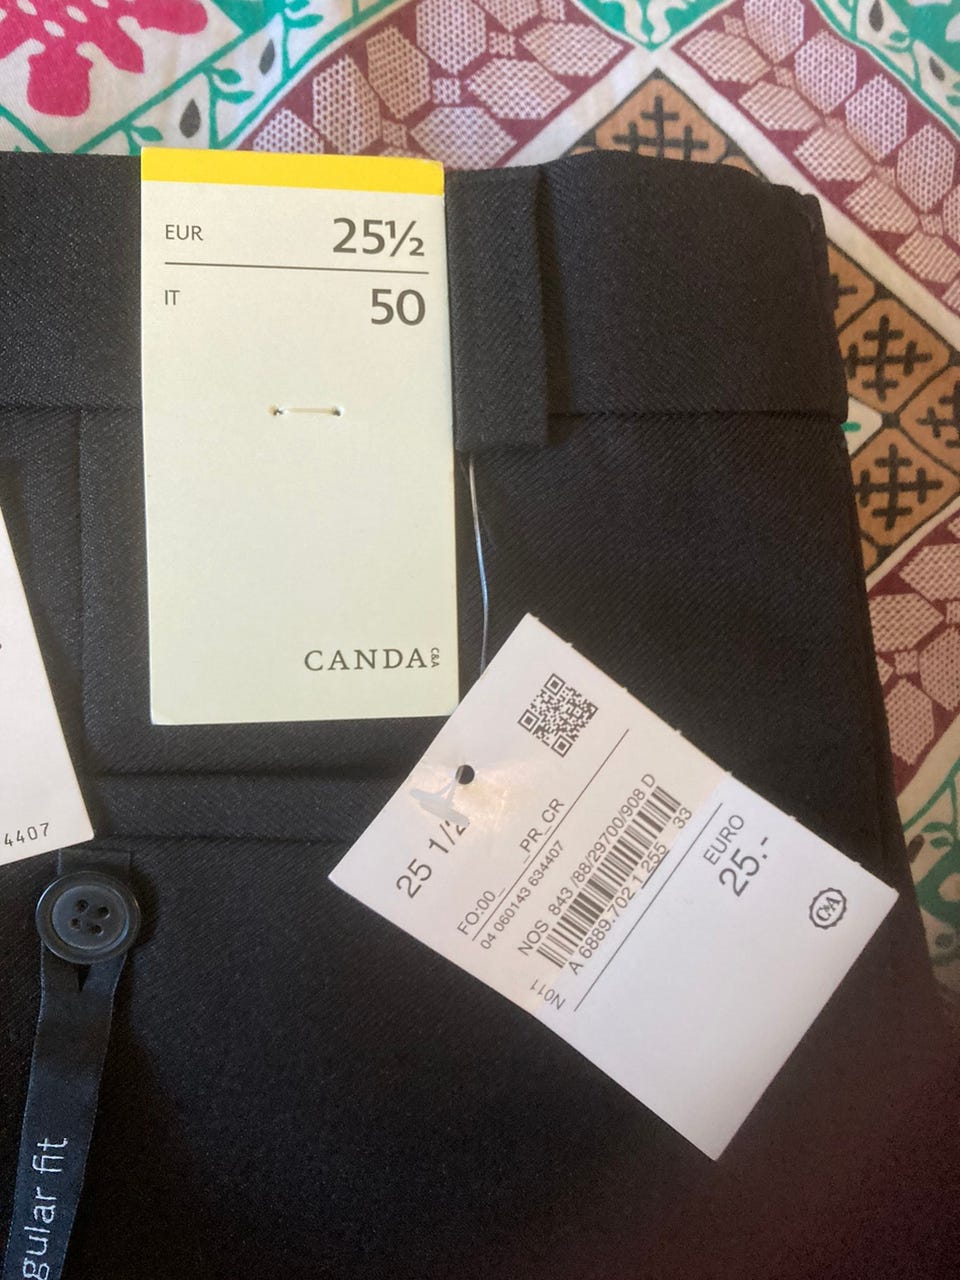 EUR 25½
IT 50
CANDA C&A
4407
25 1/2
FO:00_ _PR_CR
04 060143 634407
NOS 843 /88/29700/908 D
A 6889.702 1 255 33
N011
EURO
25.-
C&A
gular fit